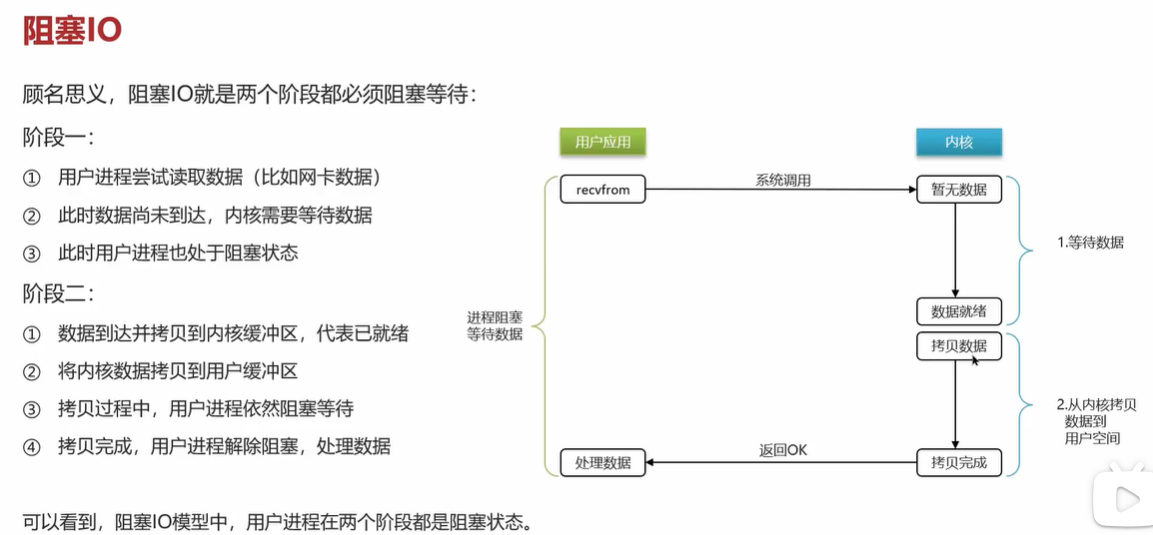 阻塞IO
顾名思义，阻塞IO就是两个阶段都必须阻塞等待：
阶段一：
① 用户进程尝试读取数据（比如网卡数据）
② 此时数据尚未到达，内核需要等待数据
③ 此时用户进程也处于阻塞状态
阶段二：
① 数据到达并拷贝到内核缓冲区，代表已就绪
② 将内核数据拷贝到用户缓冲区
③ 拷贝过程中，用户进程依然阻塞等待
④ 拷贝完成，用户进程解除阻塞，处理数据
可以看到，阻塞IO模型中，用户进程在两个阶段都是阻塞状态。
用户应用
内核
recvfrom
系统调用
暂无数据
1.等待数据
数据就绪
进程阻塞
等待数据
拷贝数据
2.从内核拷贝
数据到
用户空间
处理数据
返回OK
拷贝完成